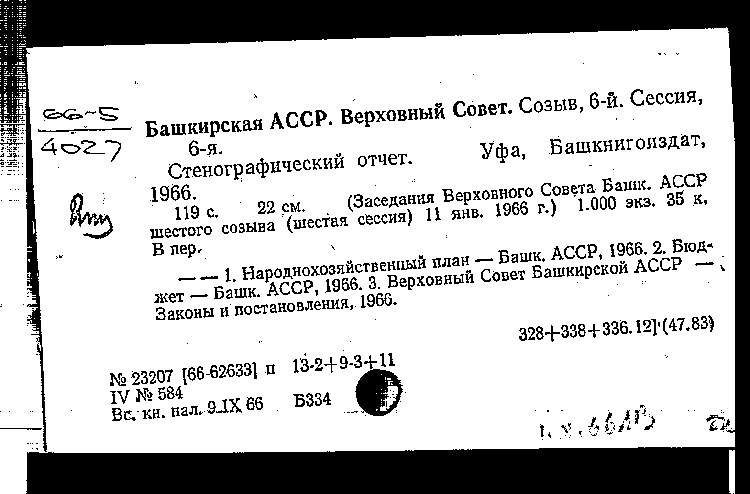 66-5
4027
Башкирская АССР. Верховный Совет. Созыв, 6-й. Сессия,
6-я.
Стенографический отчет. Уфа, Башкнигоиздат,
1966.
119 с. 22 см. (Заседания Верховного Совета Башк. АССР
шестого созыва (шестая сессия) 11 янв. 1966 г.) 1.000 экз. 35 к,
В пер.
— — 1. Народнохозяйственный план — Башк. АССР, 1966. 2. Бюд-
жет — Башк. АССР, 1966. 3. Верховный Совет Башкирской АССР —
Законы и постановления, 1966.
328+338+336.12](47.83)
№ 23207 [66-62633] п 13-2+9-3+11
IV № 584
Вс. кн. пал. 9.IX 66 Б334